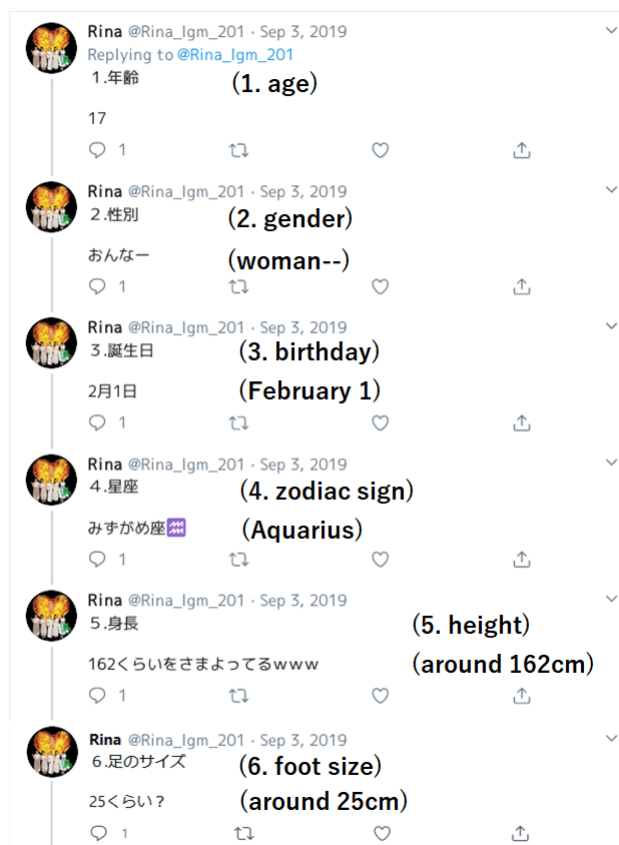 Rina @Rina_lgm_201 · Sep 3, 2019
Replying to @Rina_lgm_201
１.年齢 (1. age)
17
1
Rina @Rina_lgm_201 · Sep 3, 2019
２.性別 (2. gender)
おんなー (woman--)
1
Rina @Rina_lgm_201 · Sep 3, 2019
３.誕生日 (3. birthday)
2月1日 (February 1)
1
Rina @Rina_lgm_201 · Sep 3, 2019
４.星座 (4. zodiac sign)
みずがめ座♒ (Aquarius)
1
Rina @Rina_lgm_201 · Sep 3, 2019
５.身長 (5. height)
162くらいをさまよってるｗｗｗ (around 162cm)
1
Rina @Rina_lgm_201 · Sep 3, 2019
６.足のサイズ (6. foot size)
25くらい？ (around 25cm)
1